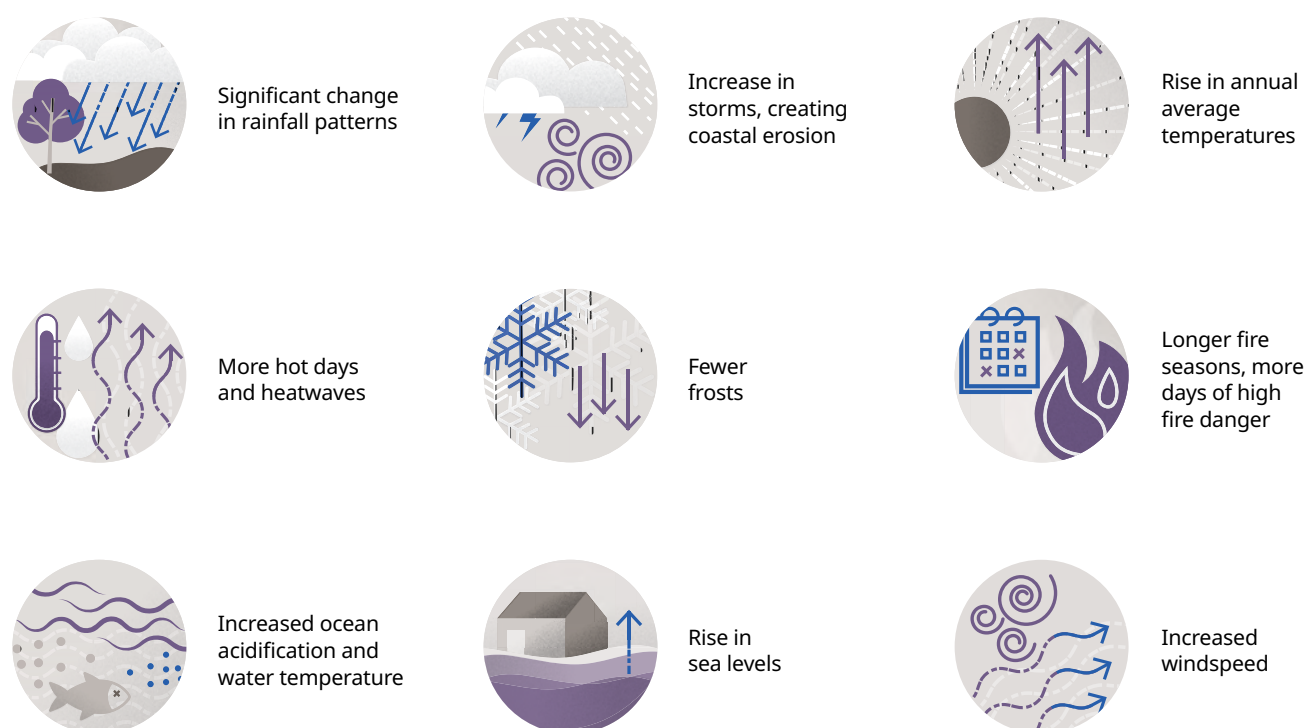 Significant change
in rainfall patterns
Increase in
storms, creating
coastal erosion
Rise in annual
average
temperatures
More hot days
and heatwaves
Fewer
frosts
Longer fire
seasons, more
days of high
fire danger
Increased ocean
acidification and
water temperature
Rise in
sea levels
Increased
windspeed